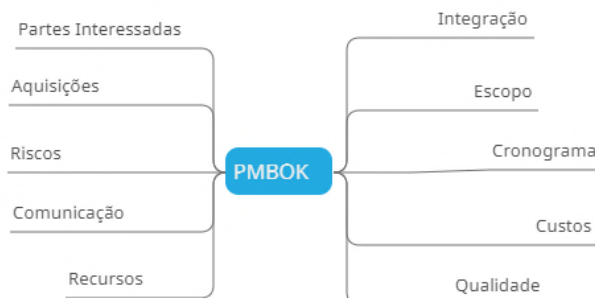 Partes Interessadas
Aquisições
Riscos
Comunicação
Recursos
PMBOK
Integração
Escopo
Cronograma
Custos
Qualidade